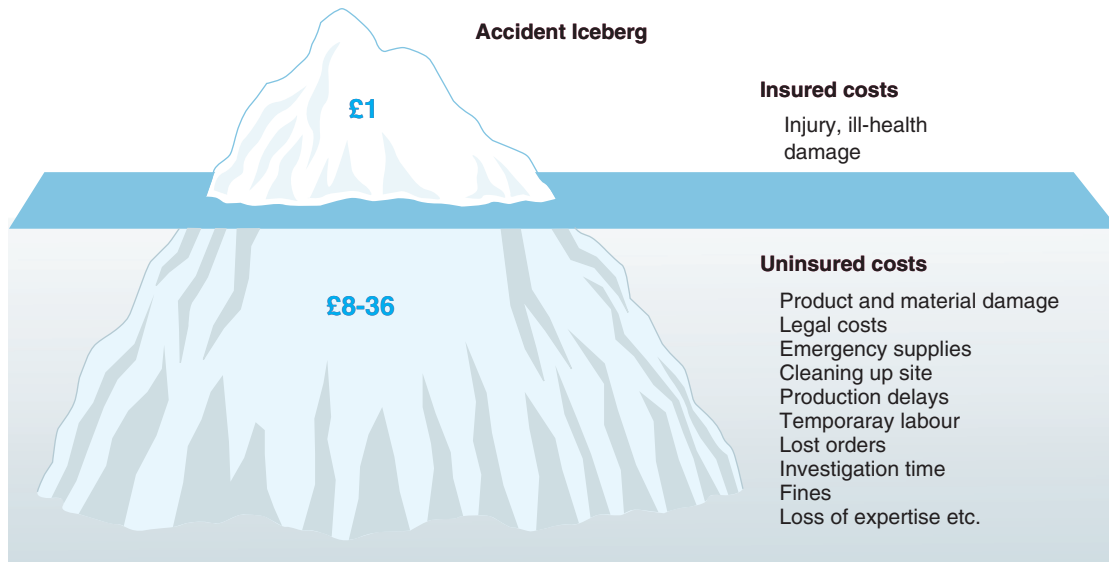 Accident Iceberg
£1
Insured costs
Injury, ill-health
damage
£8-36
Uninsured costs
Product and material damage
Legal costs
Emergency supplies
Cleaning up site
Production delays
Temporaray labour
Lost orders
Investigation time
Fines
Loss of expertise etc.